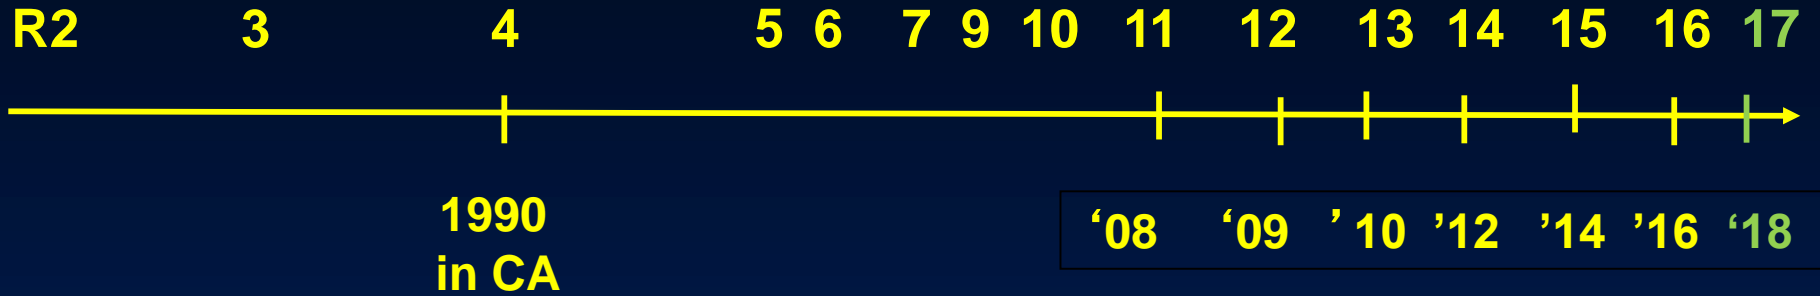 R2 3 4 5 6 7 9 10 11 12 13 14 15 16 17
1990 ‘08 ‘09 ’ 10 ’12 ’14 ’16 ‘18
in CA